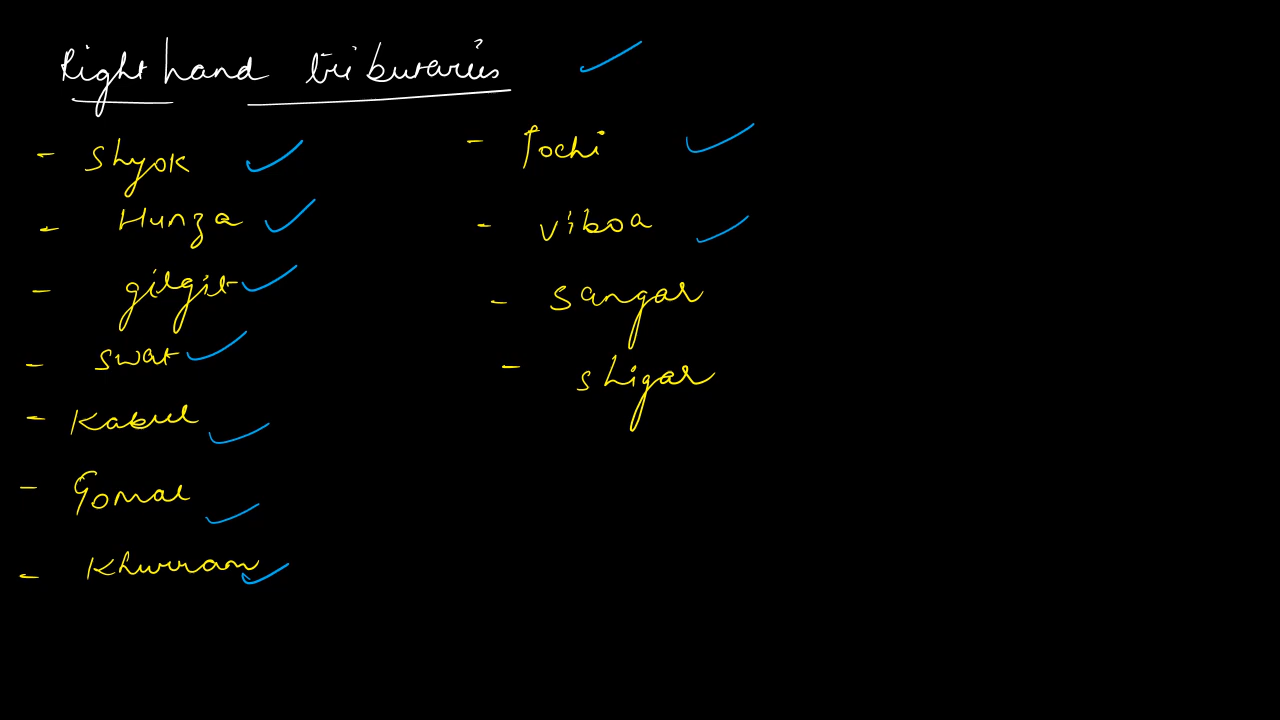 Right hand tributaries
- Shyok
- Hunza
- gilgit
- Swat
- Kabul
- Gomal
- Khurram
- Tochi
- Viboa
- Sangar
- Shigar